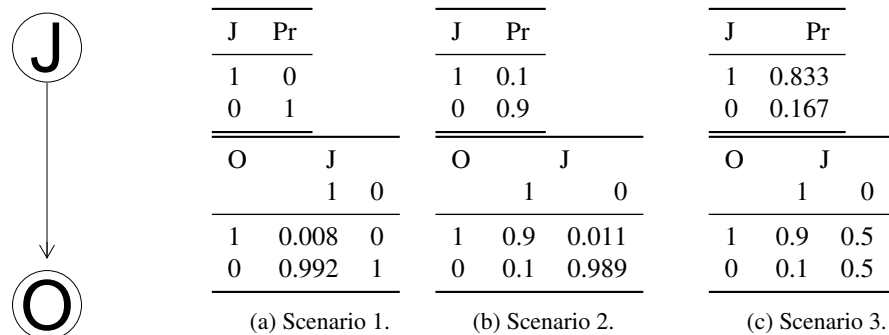 J
O
J Pr
1 0
0 1
O J
1 0
1 0.008 0
0 0.992 1
(a) Scenario 1.
J Pr
1 0.1
0 0.9
O J
1 0
1 0.9 0.011
0 0.1 0.989
(b) Scenario 2.
J Pr
1 0.833
0 0.167
O J
1 0
1 0.9 0.5
0 0.1 0.5
(c) Scenario 3.